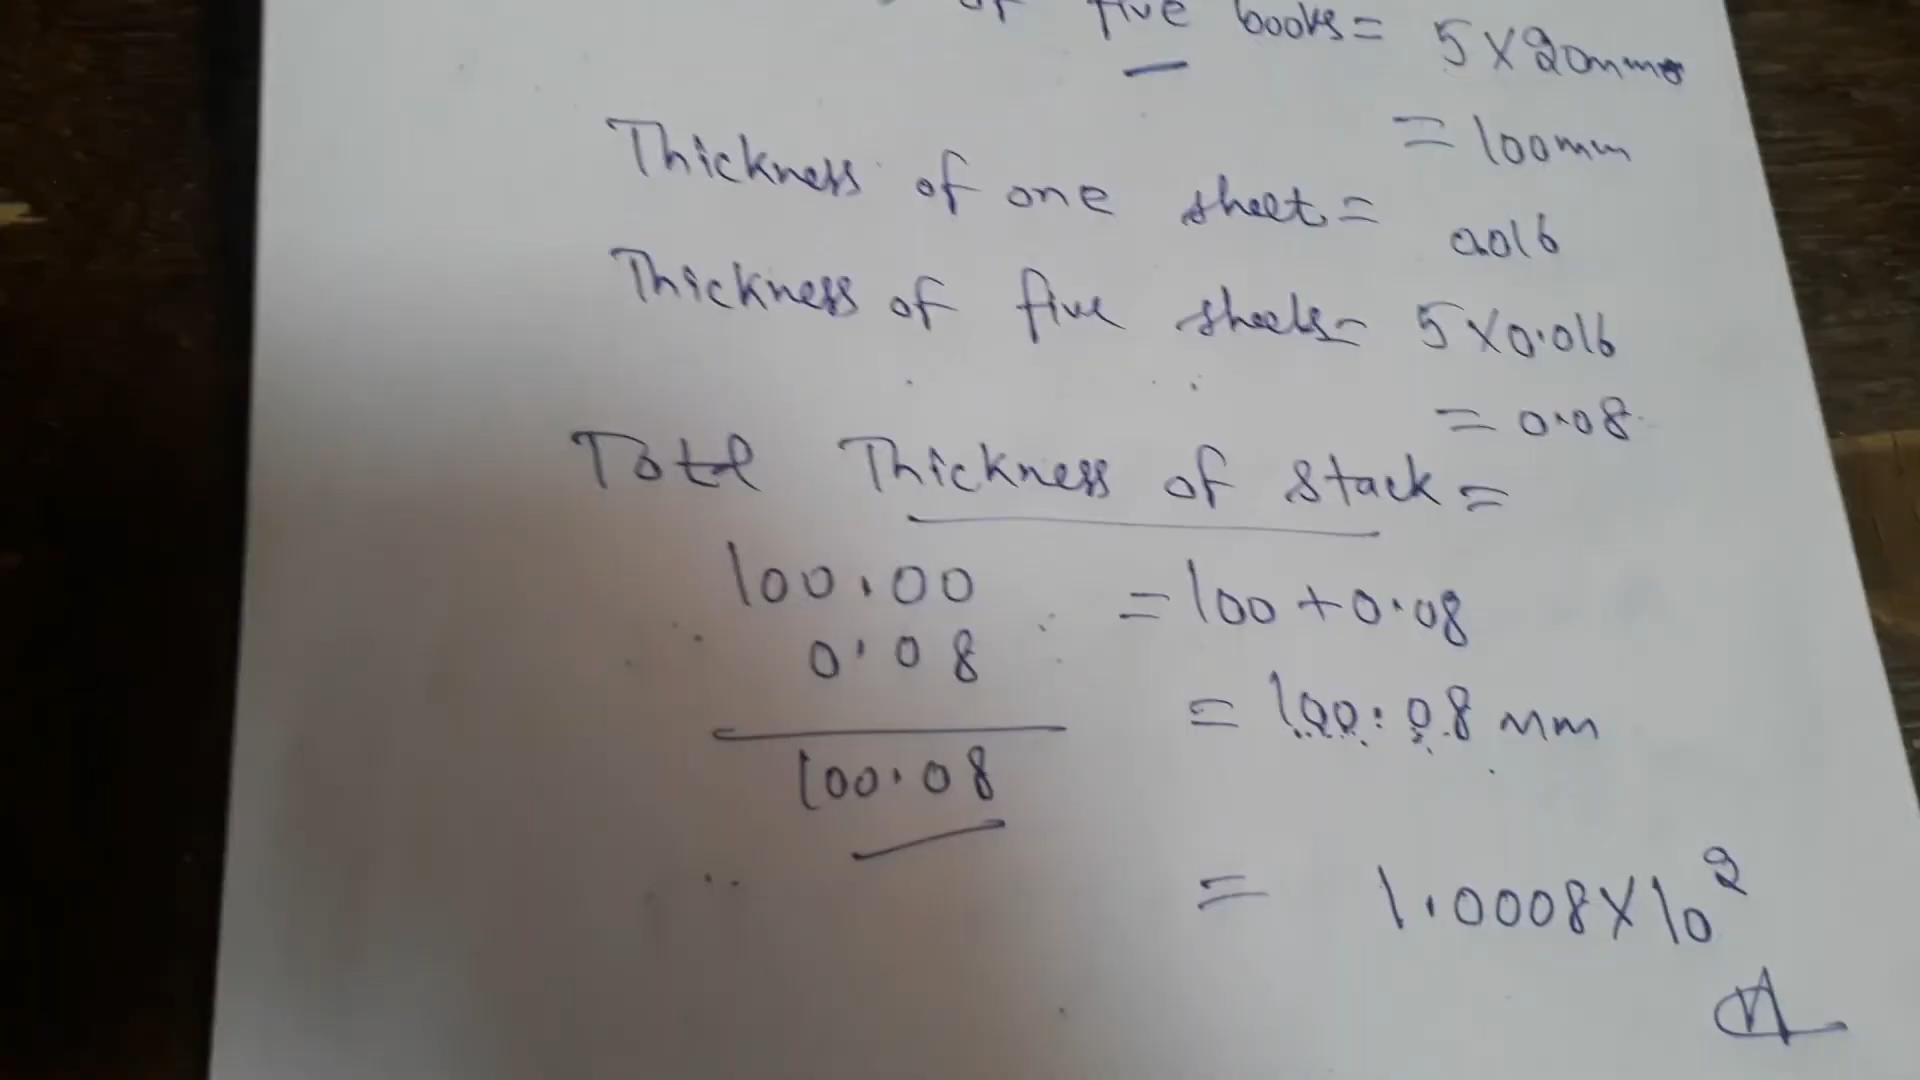 of five books = 5 X 20mm
= 100mm
Thickness of one sheet = 0.016
Thickness of five sheets = 5 X 0.016
= 0.08
Totl Thickness of stack =
100.00 = 100 + 0.08
0.08
100.08 = 100.08 mm
= 1.0008 X 10²